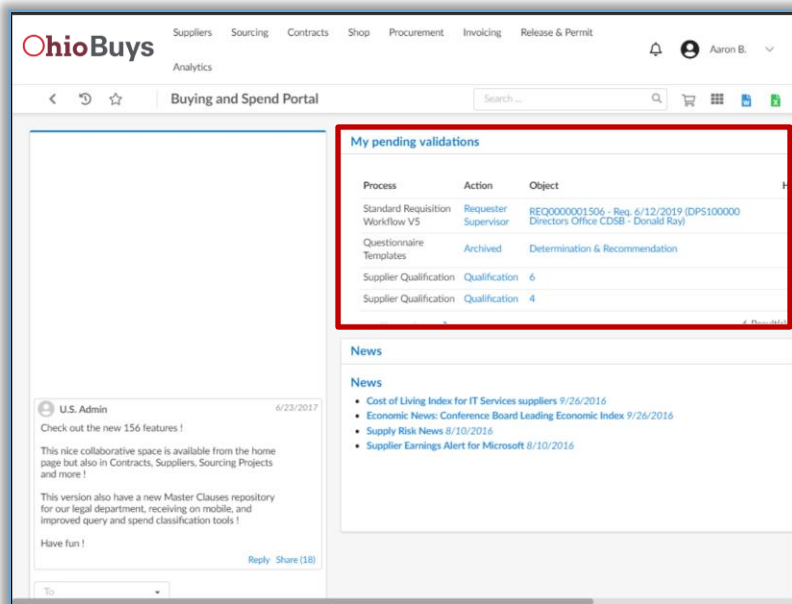 OhioBuys
Suppliers Sourcing Contracts Shop Procurement Invoicing Release & Permit
Analytics
Aaron B.
Buying and Spend Portal
Search ...
My pending validations
Process Action Object H
Standard Requisition Workflow V5
Requester Supervisor
REQ0000001506 - Req. 6/12/2019 (DPS100000
Directors Office CDSB - Donald Ray)
Questionnaire Templates
Archived
Determination & Recommendation
Supplier Qualification Qualification 6
Supplier Qualification Qualification 4
News
News
• Cost of Living Index for IT Services suppliers 9/26/2016
• Economic News: Conference Board Leading Economic Index 9/26/2016
• Supply Risk News 8/10/2016
• Supplier Earnings Alert for Microsoft 8/10/2016
U.S. Admin 6/23/2017
Check out the new 156 features !
This nice collaborative space is available from the home
page but also in Contracts, Suppliers, Sourcing Projects
and more !
This version also have a new Master Clauses repository
for our legal department, receiving on mobile, and
improved query and spend classification tools !
Have fun !
Reply Share (18)
To